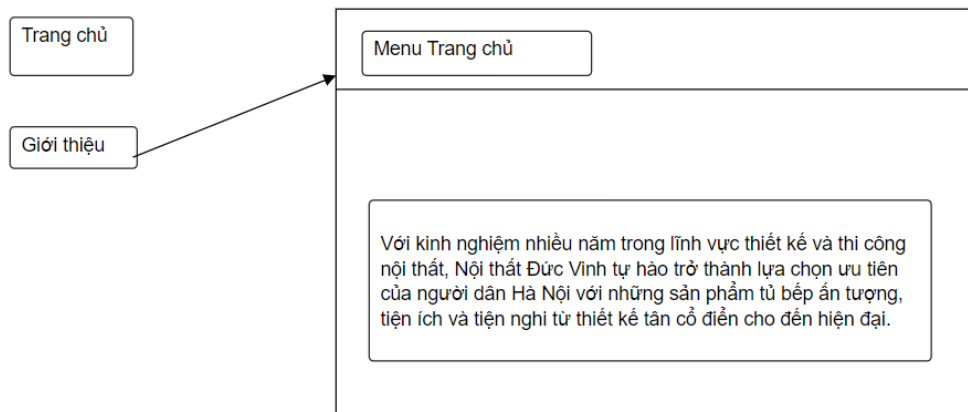 Trang chủ
Menu Trang chủ
Giới thiệu
Với kinh nghiệm nhiều năm trong lĩnh vực thiết kế và thi công
nội thất, Nội thất Đức Vinh tự hào trở thành lựa chọn ưu tiên
của người dân Hà Nội với những sản phẩm tủ bếp ấn tượng,
tiện ích và tiện nghi từ thiết kế tân cổ điển cho đến hiện đại.